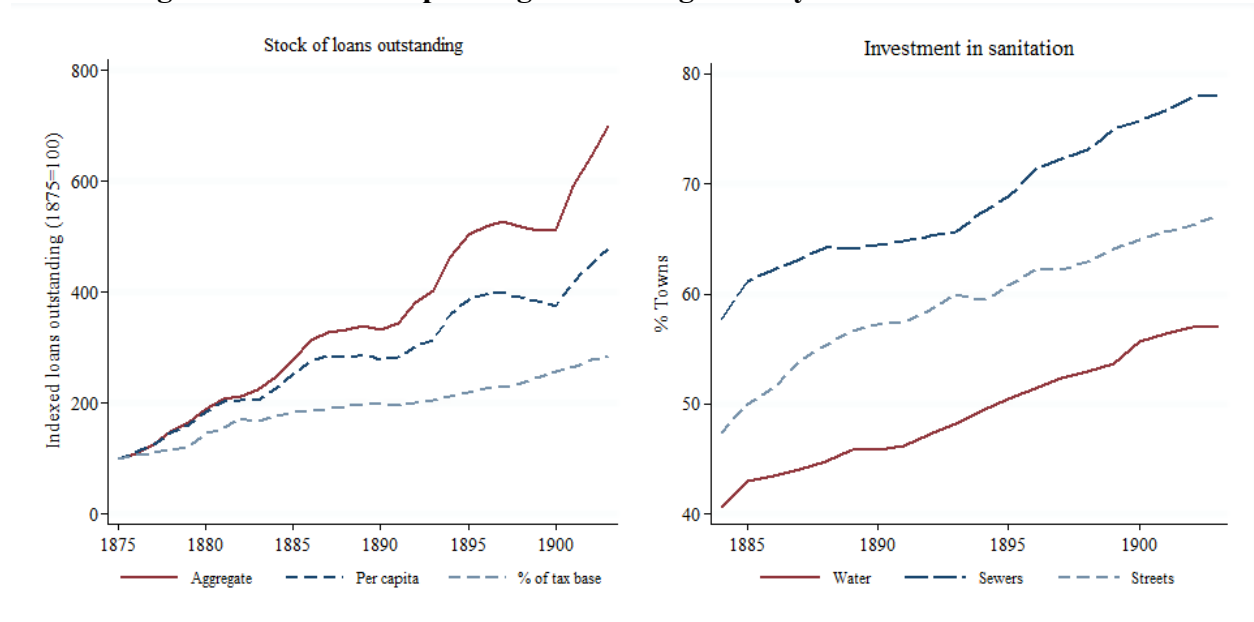 Stock of loans outstanding
Indexed loans outstanding (1875=100)
800
600
400
200
0
1875 1880 1885 1890 1895 1900
Aggregate Per capita % of tax base
Investment in sanitation
% Towns
80
70
60
50
40
1885 1890 1895 1900
Water Sewers Streets